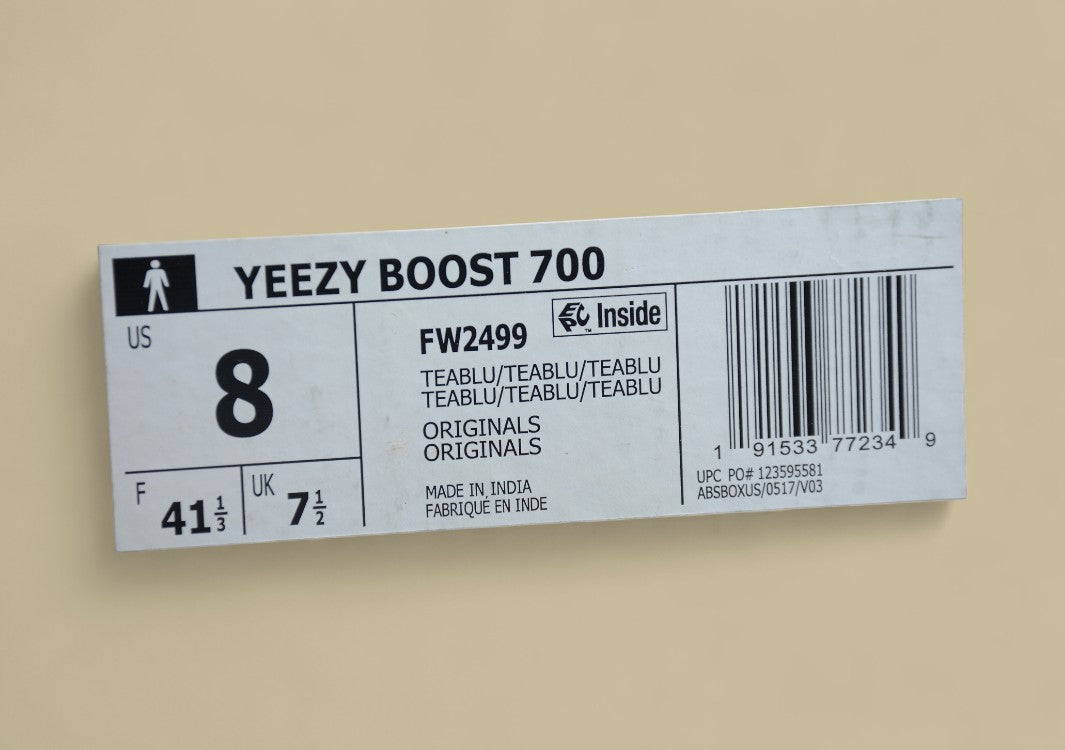 YEEZY BOOST 700
US
8
F
41 1/3
UK
7 1/2
FW2499
EPC Inside
TM
TEABLU/TEABLU/TEABLU
TEABLU/TEABLU/TEABLU
ORIGINALS
ORIGINALS
MADE IN INDIA
FABRIQUÉ EN INDE
1 91533 77234 9
UPC PO# 123595581
ABSBOXUS/0517/V03